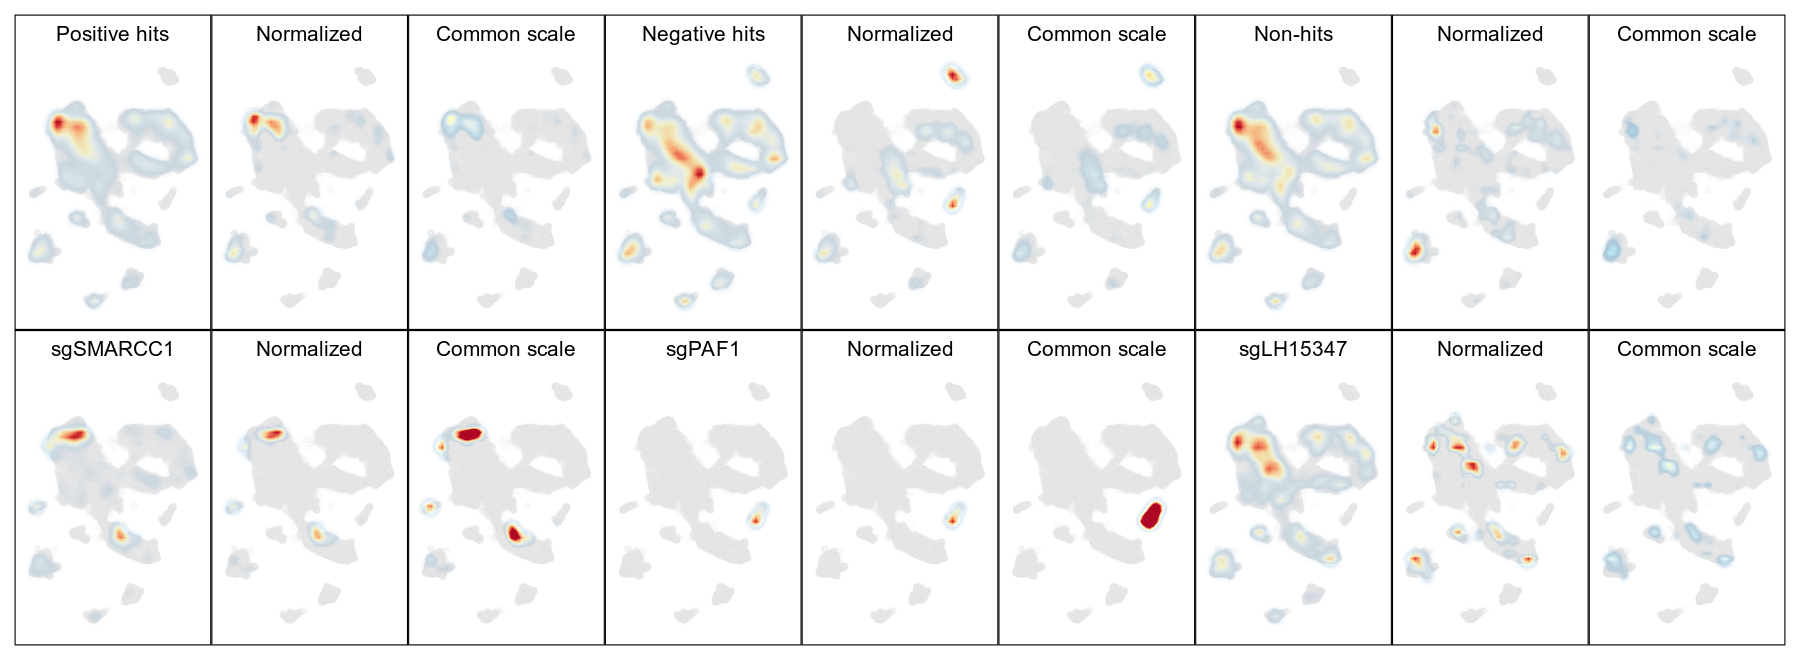 Positive hits Normalized Common scale Negative hits Normalized Common scale Non-hits Normalized Common scale
sgSMARCC1 Normalized Common scale sgPAF1 Normalized Common scale sgLH15347 Normalized Common scale